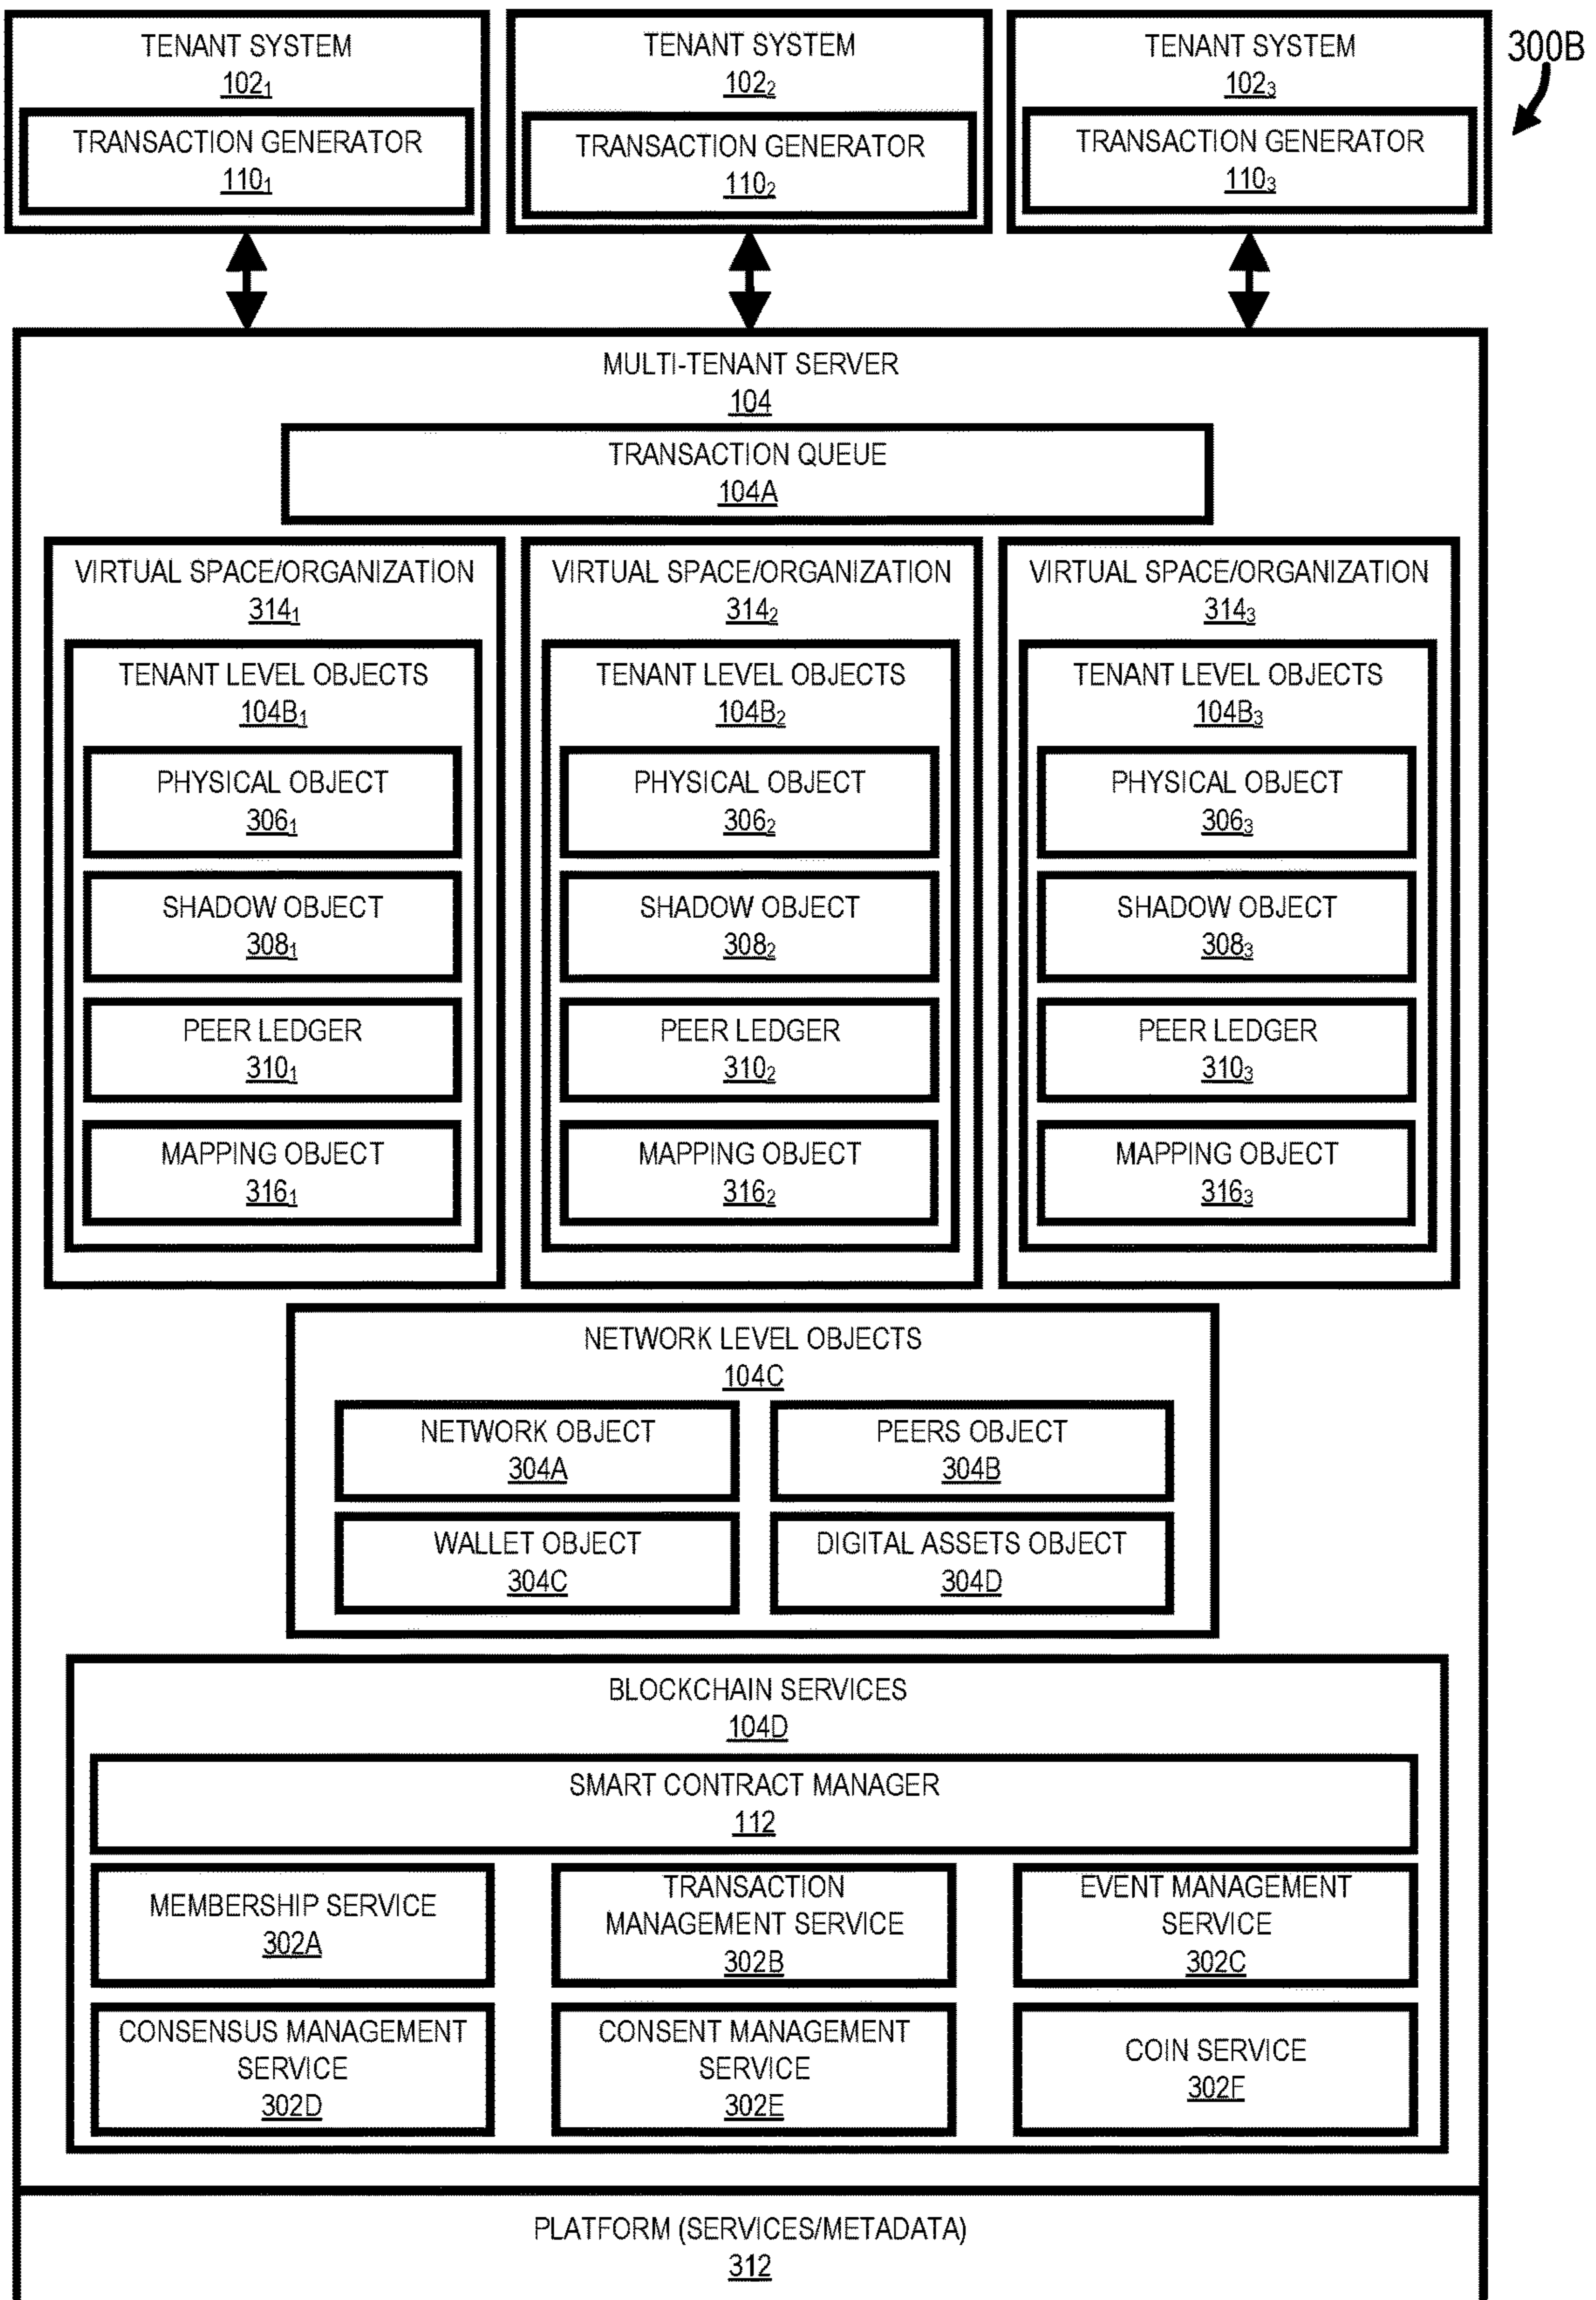 300B
TENANT SYSTEM
102₁
TRANSACTION GENERATOR
110₁
TENANT SYSTEM
102₂
TRANSACTION GENERATOR
110₂
TENANT SYSTEM
102₃
TRANSACTION GENERATOR
110₃
MULTI-TENANT SERVER
104
TRANSACTION QUEUE
104A
VIRTUAL SPACE/ORGANIZATION
314₁
TENANT LEVEL OBJECTS
104B₁
PHYSICAL OBJECT
306₁
SHADOW OBJECT
308₁
PEER LEDGER
310₁
MAPPING OBJECT
316₁
VIRTUAL SPACE/ORGANIZATION
314₂
TENANT LEVEL OBJECTS
104B₂
PHYSICAL OBJECT
306₂
SHADOW OBJECT
308₂
PEER LEDGER
310₂
MAPPING OBJECT
316₂
VIRTUAL SPACE/ORGANIZATION
314₃
TENANT LEVEL OBJECTS
104B₃
PHYSICAL OBJECT
306₃
SHADOW OBJECT
308₃
PEER LEDGER
310₃
MAPPING OBJECT
316₃
NETWORK LEVEL OBJECTS
104C
NETWORK OBJECT
304A
PEERS OBJECT
304B
WALLET OBJECT
304C
DIGITAL ASSETS OBJECT
304D
BLOCKCHAIN SERVICES
104D
SMART CONTRACT MANAGER
112
MEMBERSHIP SERVICE
302A
TRANSACTION
MANAGEMENT SERVICE
302B
EVENT MANAGEMENT
SERVICE
302C
CONSENSUS MANAGEMENT
SERVICE
302D
CONSENT MANAGEMENT
SERVICE
302E
COIN SERVICE
302F
PLATFORM (SERVICES/METADATA)
312